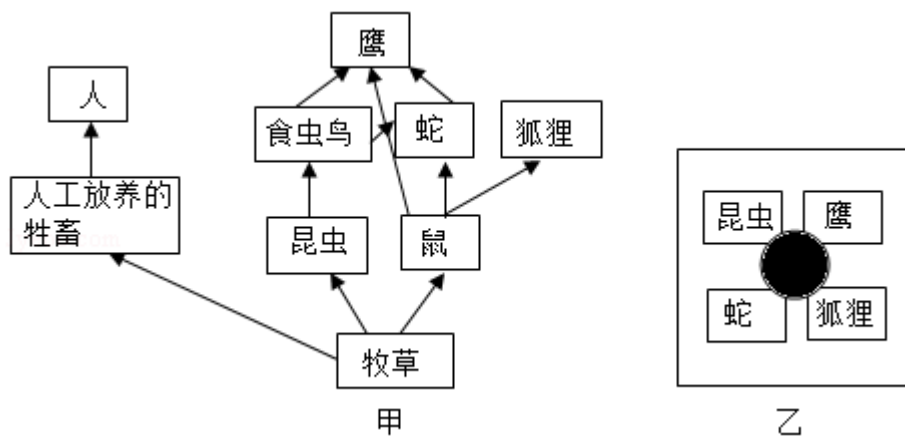 鹰
人
食虫鸟
蛇
狐狸
人工放养的
牲畜
昆虫
鼠
牧草
甲
昆虫
鹰
蛇
狐狸
乙